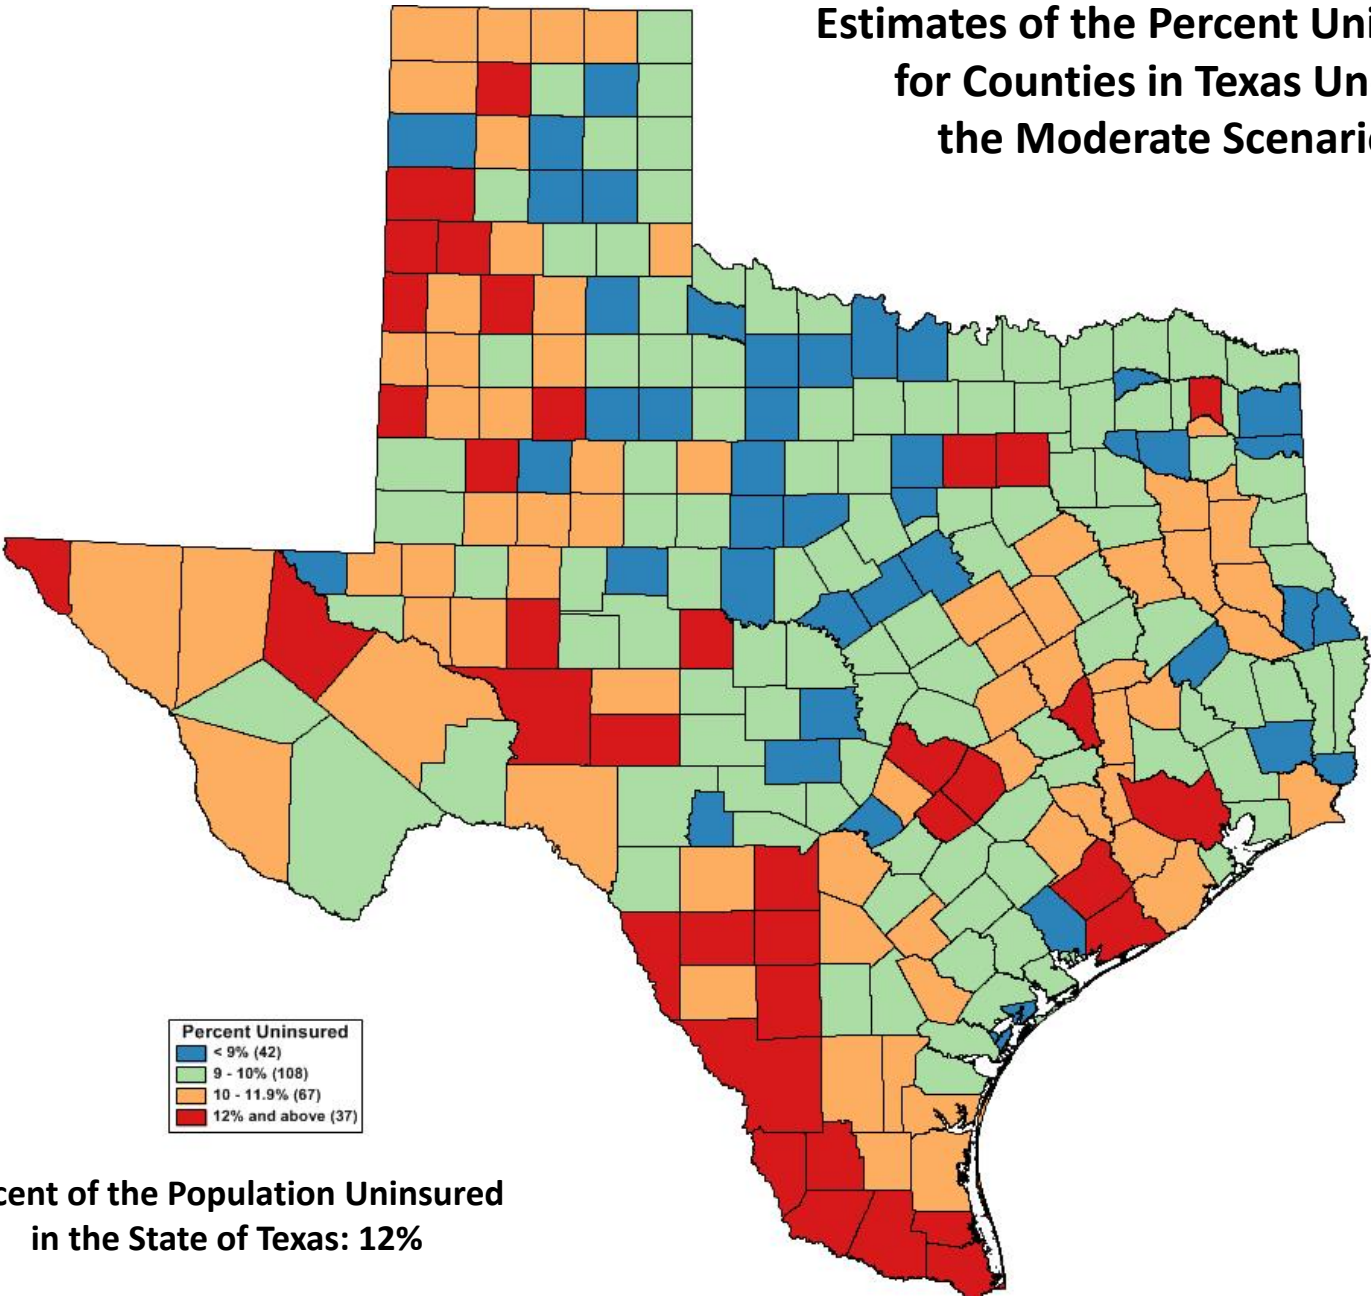 Estimates of the Percent Uni
for Counties in Texas Un
the Moderate Scenari
Percent Uninsured
< 9% (42)
9 - 10% (108)
10 - 11.9% (67)
12% and above (37)
cent of the Population Uninsured
in the State of Texas: 12%